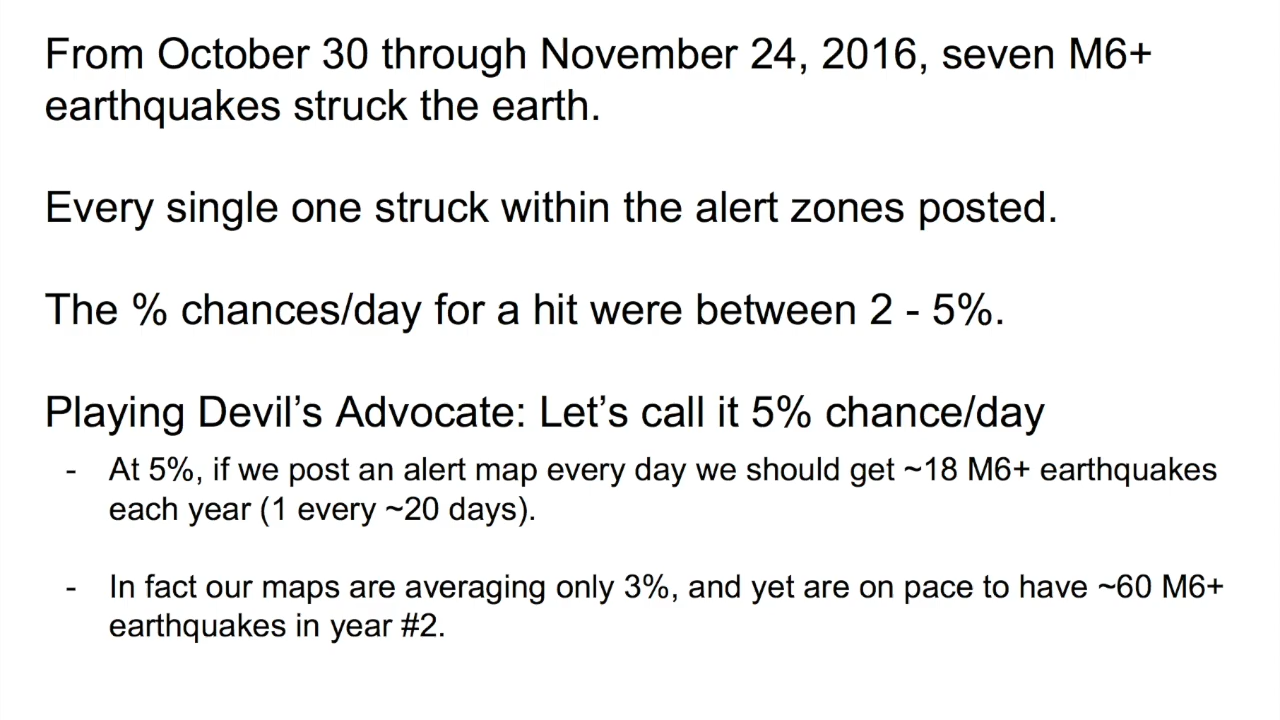 From October 30 through November 24, 2016, seven M6+
earthquakes struck the earth.
Every single one struck within the alert zones posted.
The % chances/day for a hit were between 2 - 5%.
Playing Devil’s Advocate: Let’s call it 5% chance/day
- At 5%, if we post an alert map every day we should get ~18 M6+ earthquakes
each year (1 every ~20 days).
- In fact our maps are averaging only 3%, and yet are on pace to have ~60 M6+
earthquakes in year #2.